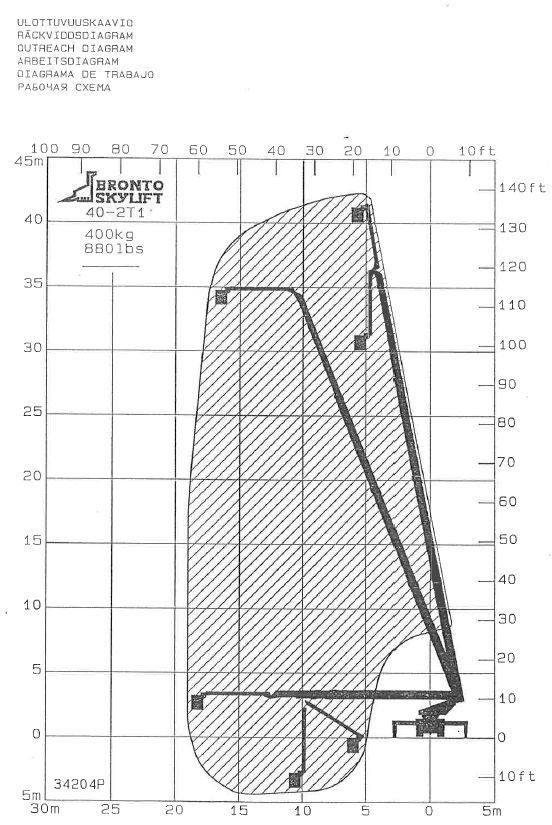 ULOTTUVUUSKAAVIO
RÄCKVIDDSDIAGRAM
OUTREACH DIAGRAM
ARBEITSDIAGRAM
DIAGRAMA DE TRABAJO
РАБОЧАЯ СХЕМА
100 90 80 70 60 50 40 30 20 10 0 10ft
45m
BRONTO
SKYLIFT
40-2T1
400kg
880lbs
140ft
40
130
120
35
110
30
100
90
25
80
70
20
60
15
50
40
10
30
20
5
10
0
0
10ft
34204P
5m
30m 25 20 15 10 5 0 5m